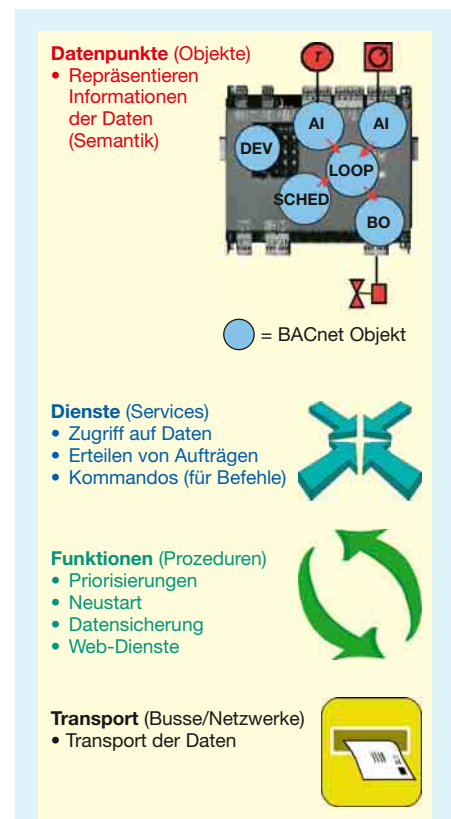 Datenpunkte (Objekte)
• Repräsentieren
Informationen
der Daten
(Semantik)
T
AI
AI
DEV
LOOP
SCHED
BO
= BACnet Objekt
Dienste (Services)
• Zugriff auf Daten
• Erteilen von Aufträgen
• Kommandos (für Befehle)
Funktionen (Prozeduren)
• Priorisierungen
• Neustart
• Datensicherung
• Web-Dienste
Transport (Busse/Netzwerke)
• Transport der Daten